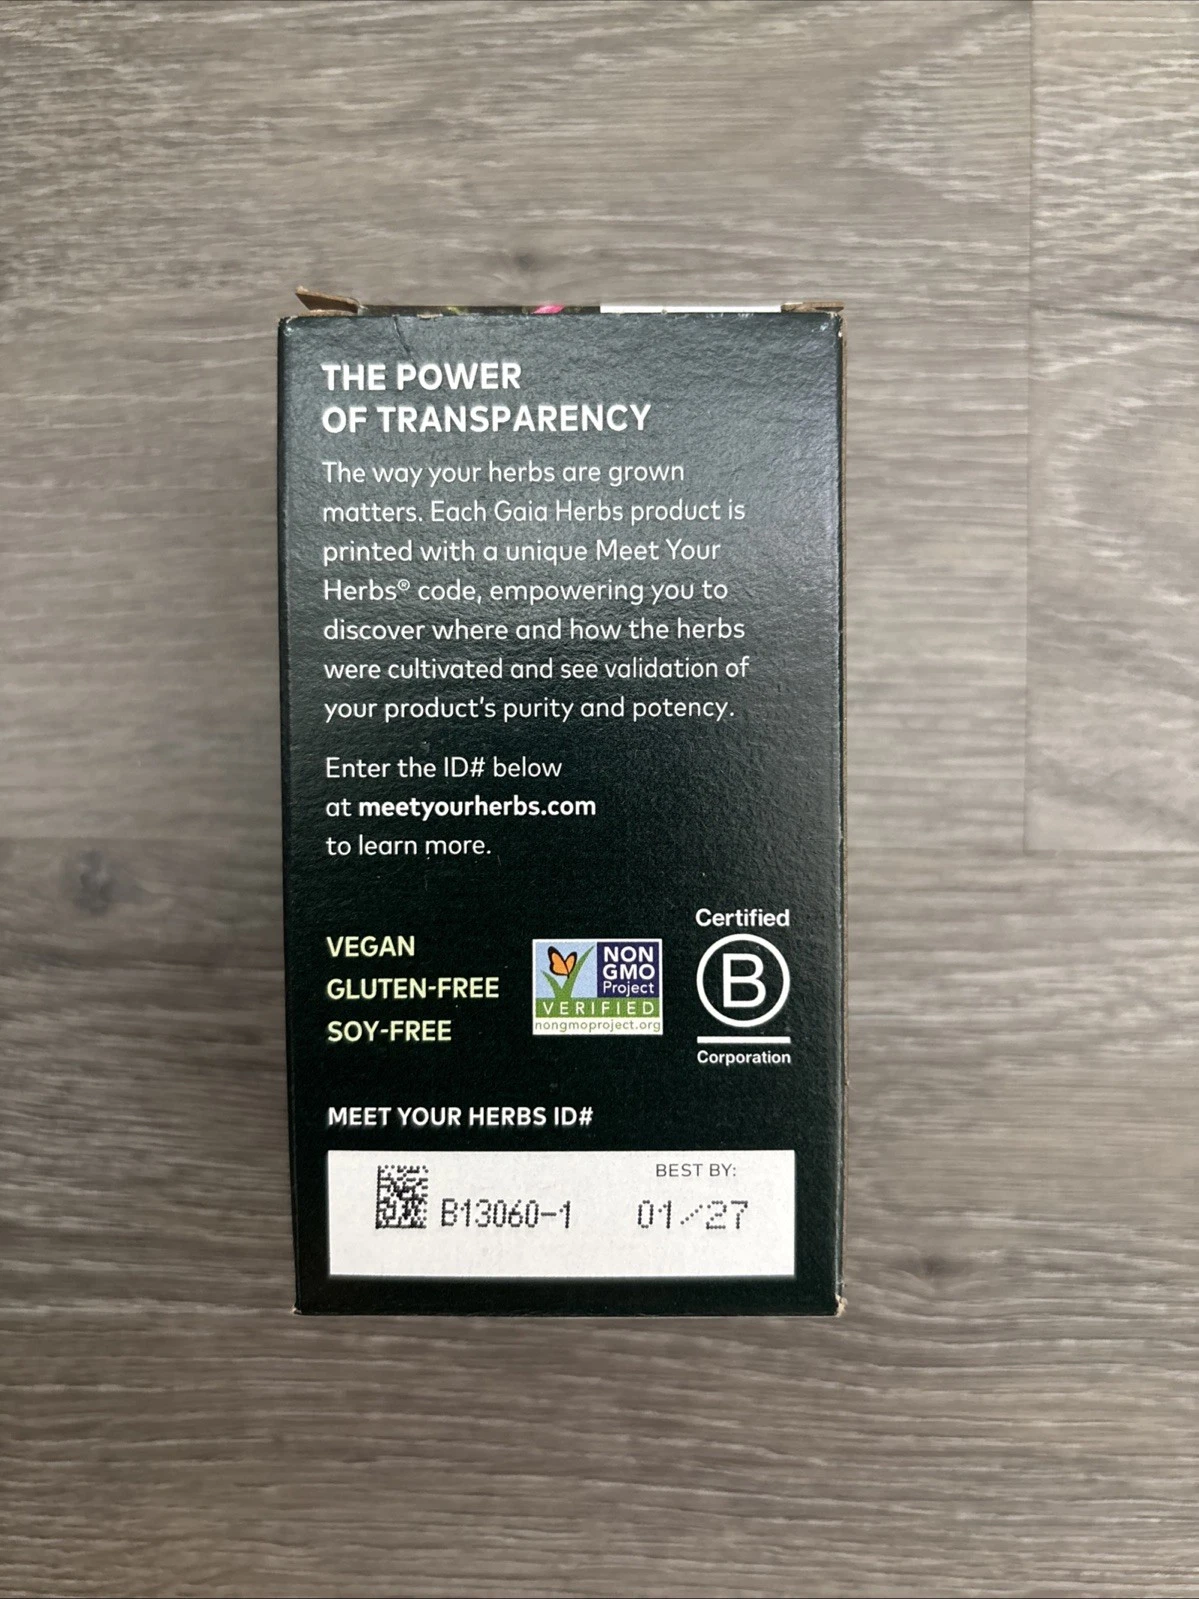 THE POWER
OF TRANSPARENCY
The way your herbs are grown
matters. Each Gaia Herbs product is
printed with a unique Meet Your
Herbs® code, empowering you to
discover where and how the herbs
were cultivated and see validation of
your product's purity and potency.
Enter the ID# below
at meetyourherbs.com
to learn more.
VEGAN
GLUTEN-FREE
SOY-FREE
NON
GMO
Project
VERIFIED
nongmoproject.org
Certified
B
Corporation
MEET YOUR HERBS ID#
BEST BY:
B13060-1 01/27